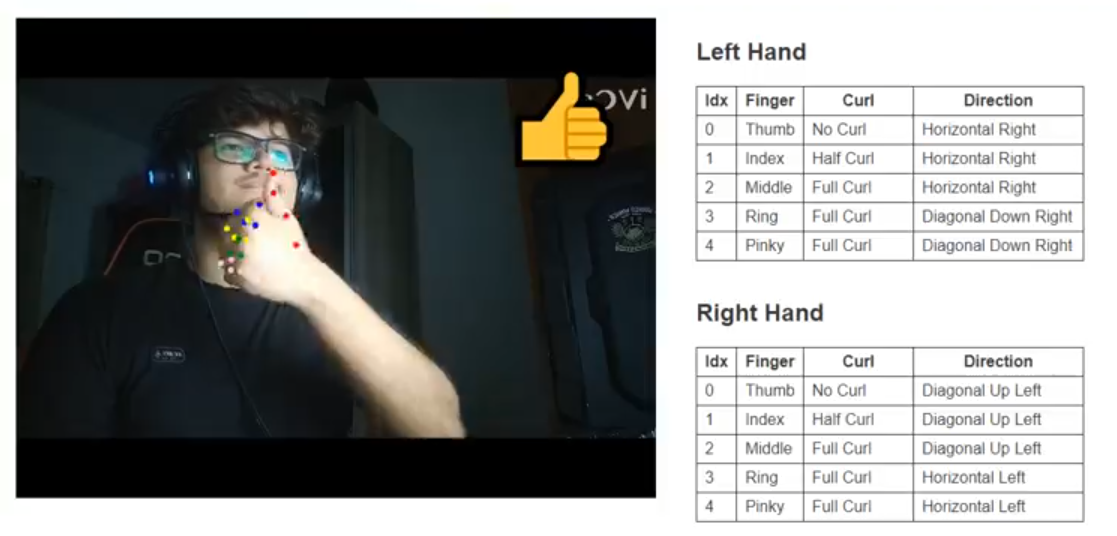 Left Hand
Idx Finger Curl Direction
0 Thumb No Curl Horizontal Right
1 Index Half Curl Horizontal Right
2 Middle Full Curl Horizontal Right
3 Ring Full Curl Diagonal Down Right
4 Pinky Full Curl Diagonal Down Right
Right Hand
Idx Finger Curl Direction
0 Thumb No Curl Diagonal Up Left
1 Index Half Curl Diagonal Up Left
2 Middle Full Curl Diagonal Up Left
3 Ring Full Curl Horizontal Left
4 Pinky Full Curl Horizontal Left